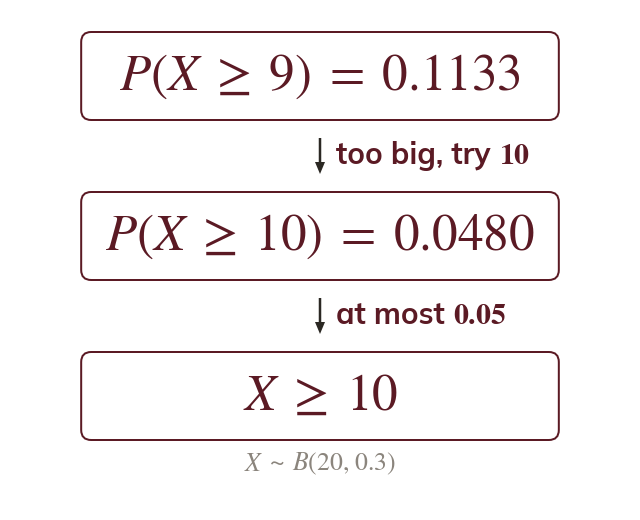 P(X ≥ 9) = 0.1133
too big, try 10
P(X ≥ 10) = 0.0480
at most 0.05
X ≥ 10
X ~ B(20, 0.3)